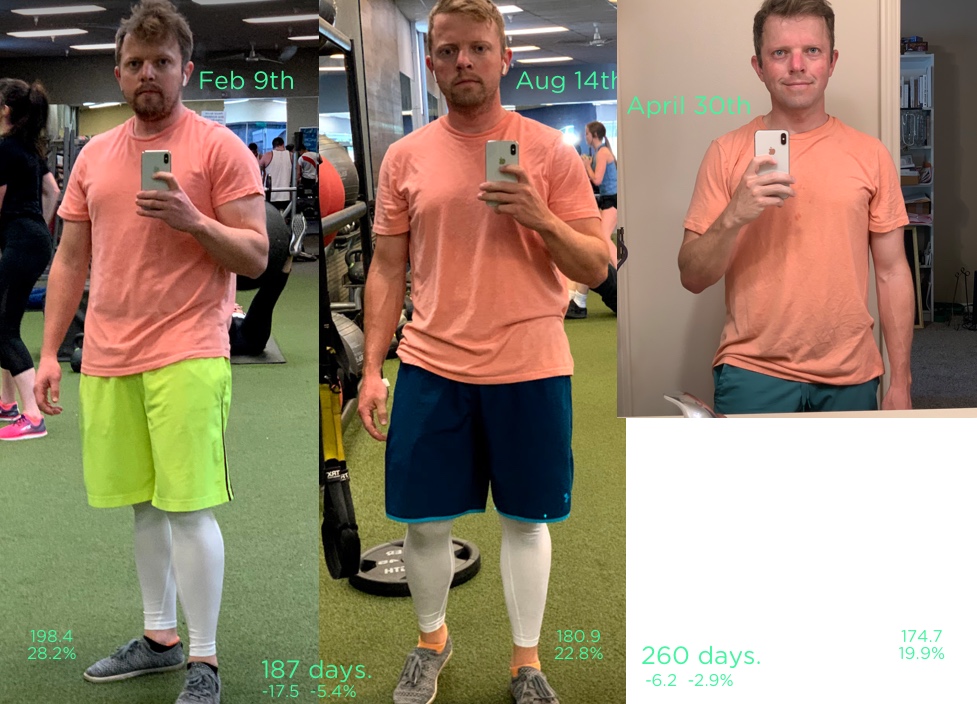 Feb 9th
Aug 14th
April 30th
198.4
28.2%
187 days.
-17.5 -5.4%
180.9
22.8%
260 days.
-6.2 -2.9%
174.7
19.9%